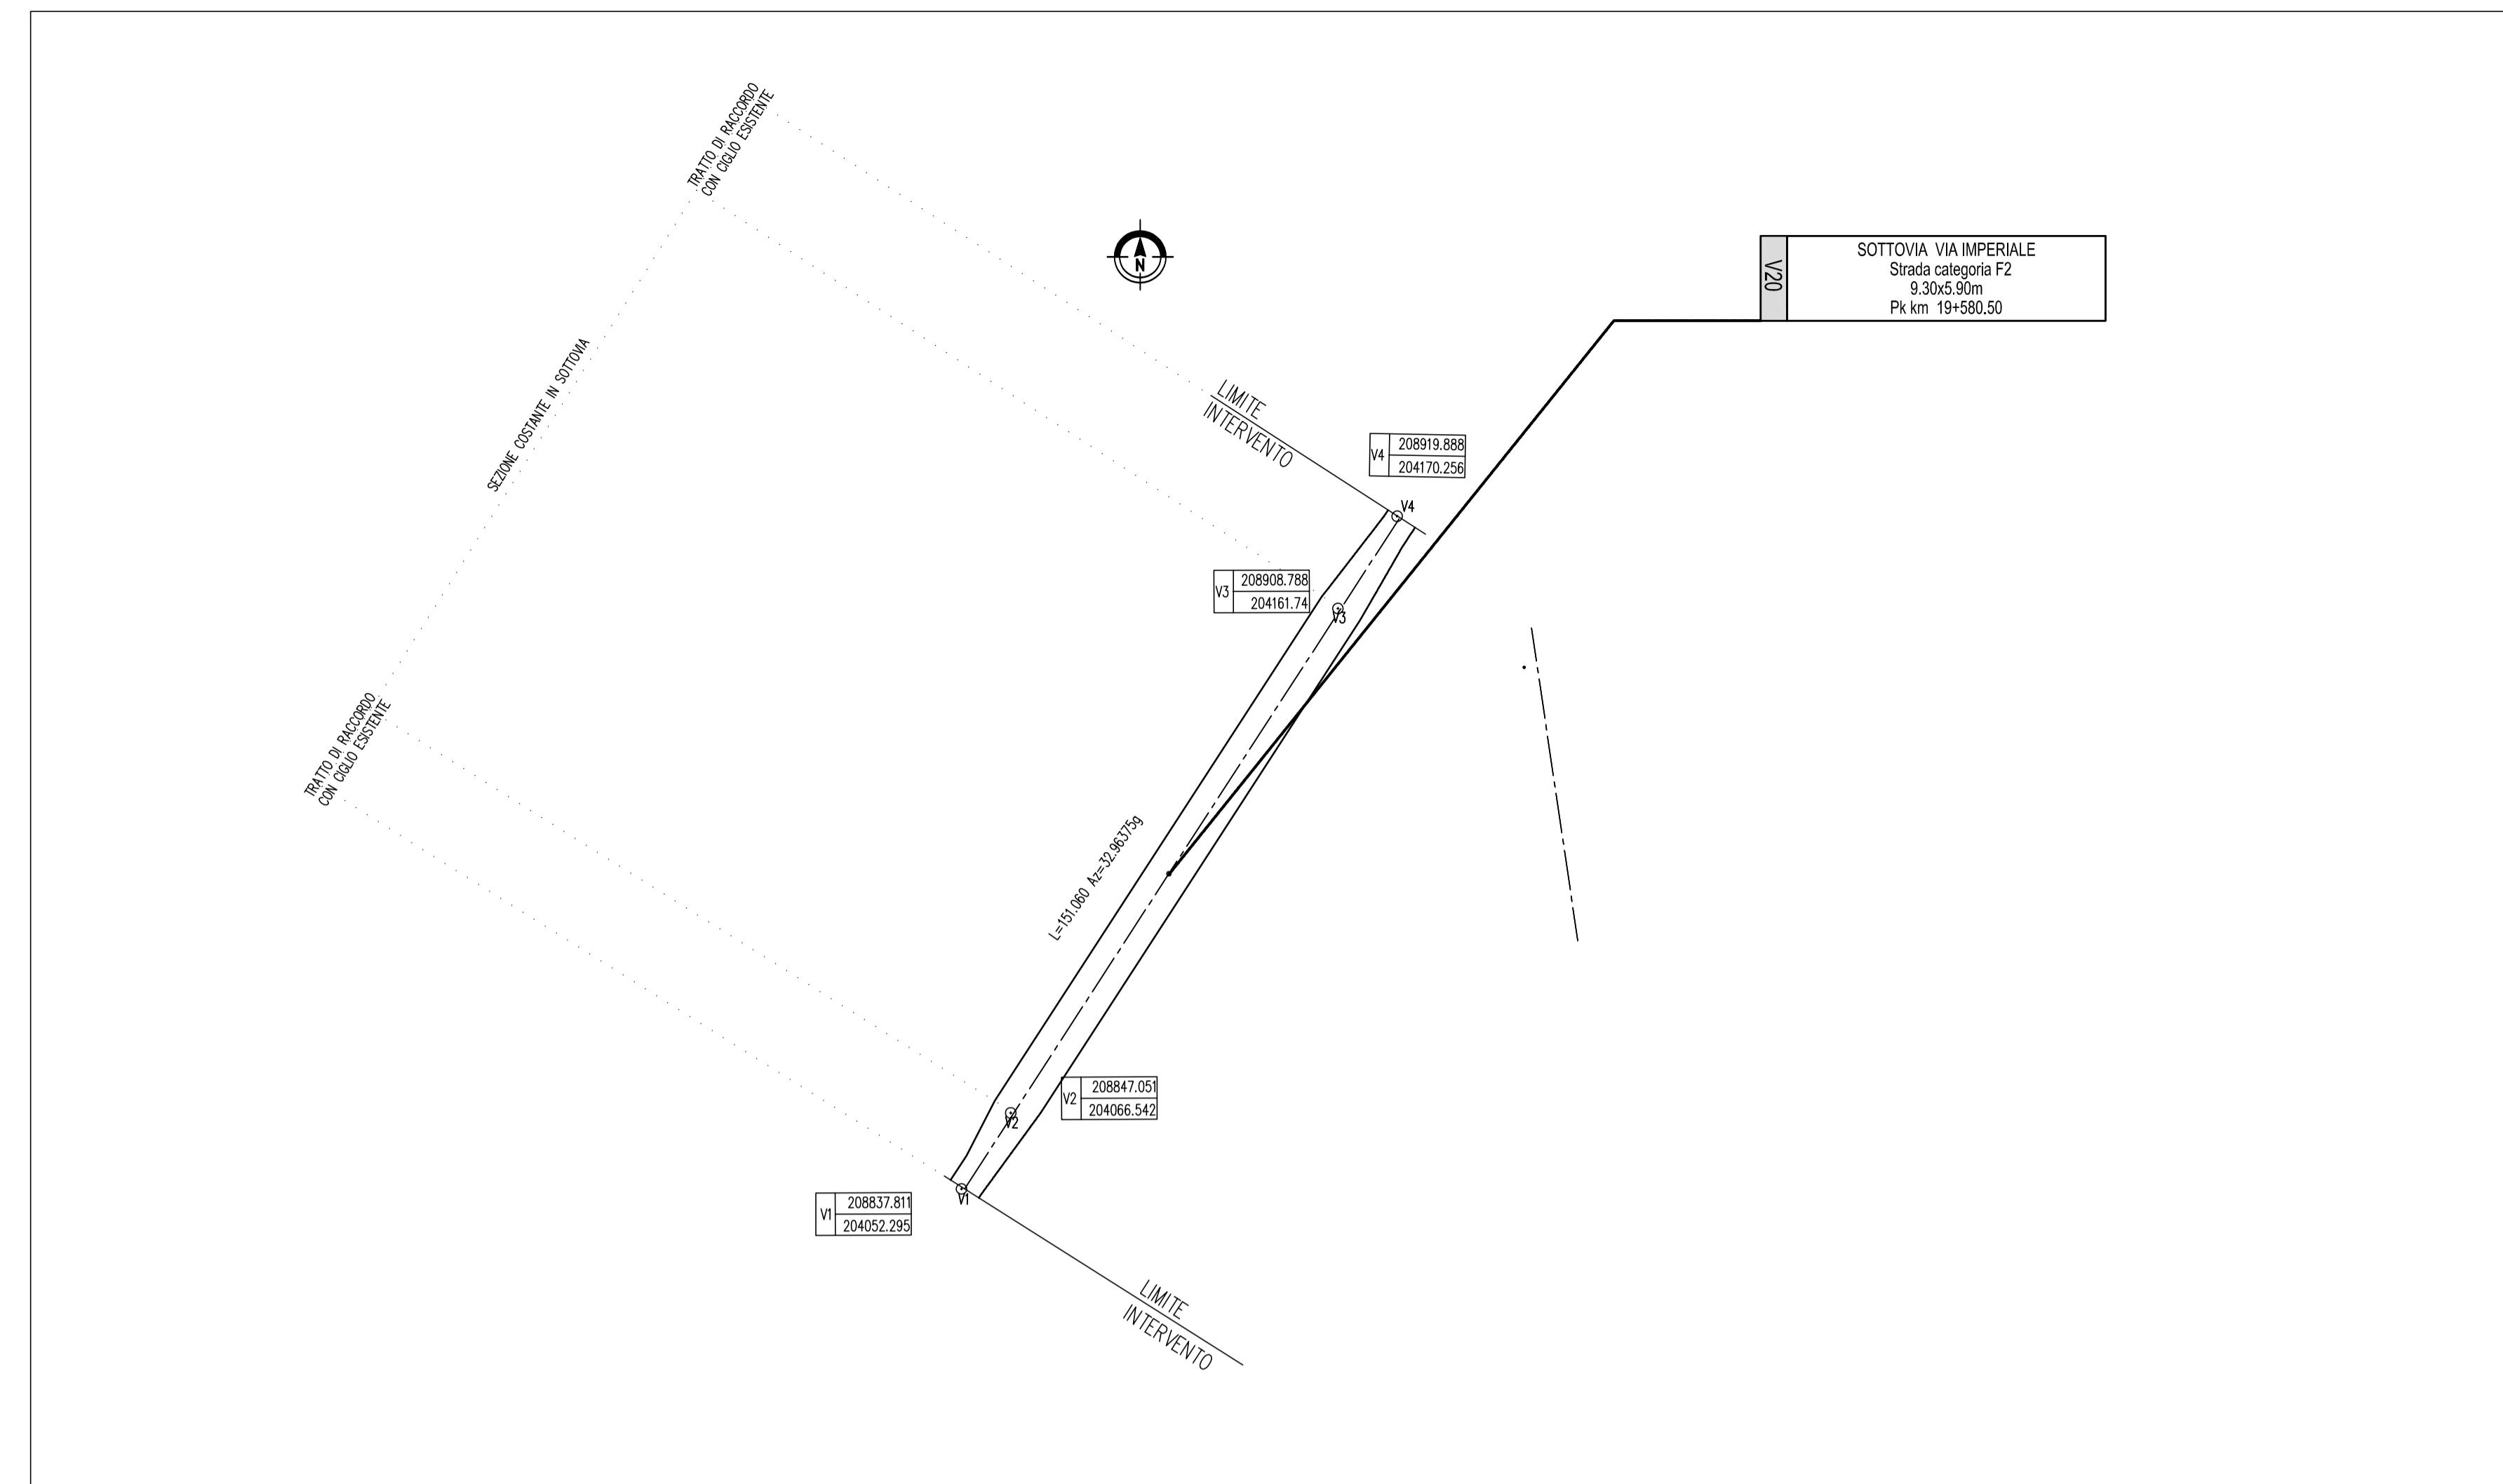 TRATTO DI RACCORDO
CON CIGLIO ESISTENTE
N
V20
SOTTOVIA VIA IMPERIALE
Strada categoria F2
9.30x5.90m
Pk km 19+580.50
SEZIONE COSTANTE IN SOTTOVIA
LIMITE
INTERVENTO
V4
208919.888
204170.256
V4
V3
208908.788
204161.74
V3
TRATTO DI RACCORDO
CON CIGLIO ESISTENTE
L=151.060 Az=32.96375g
V2
208847.051
204066.542
V2
V1
208837.811
204052.295
V1
LIMITE
INTERVENTO